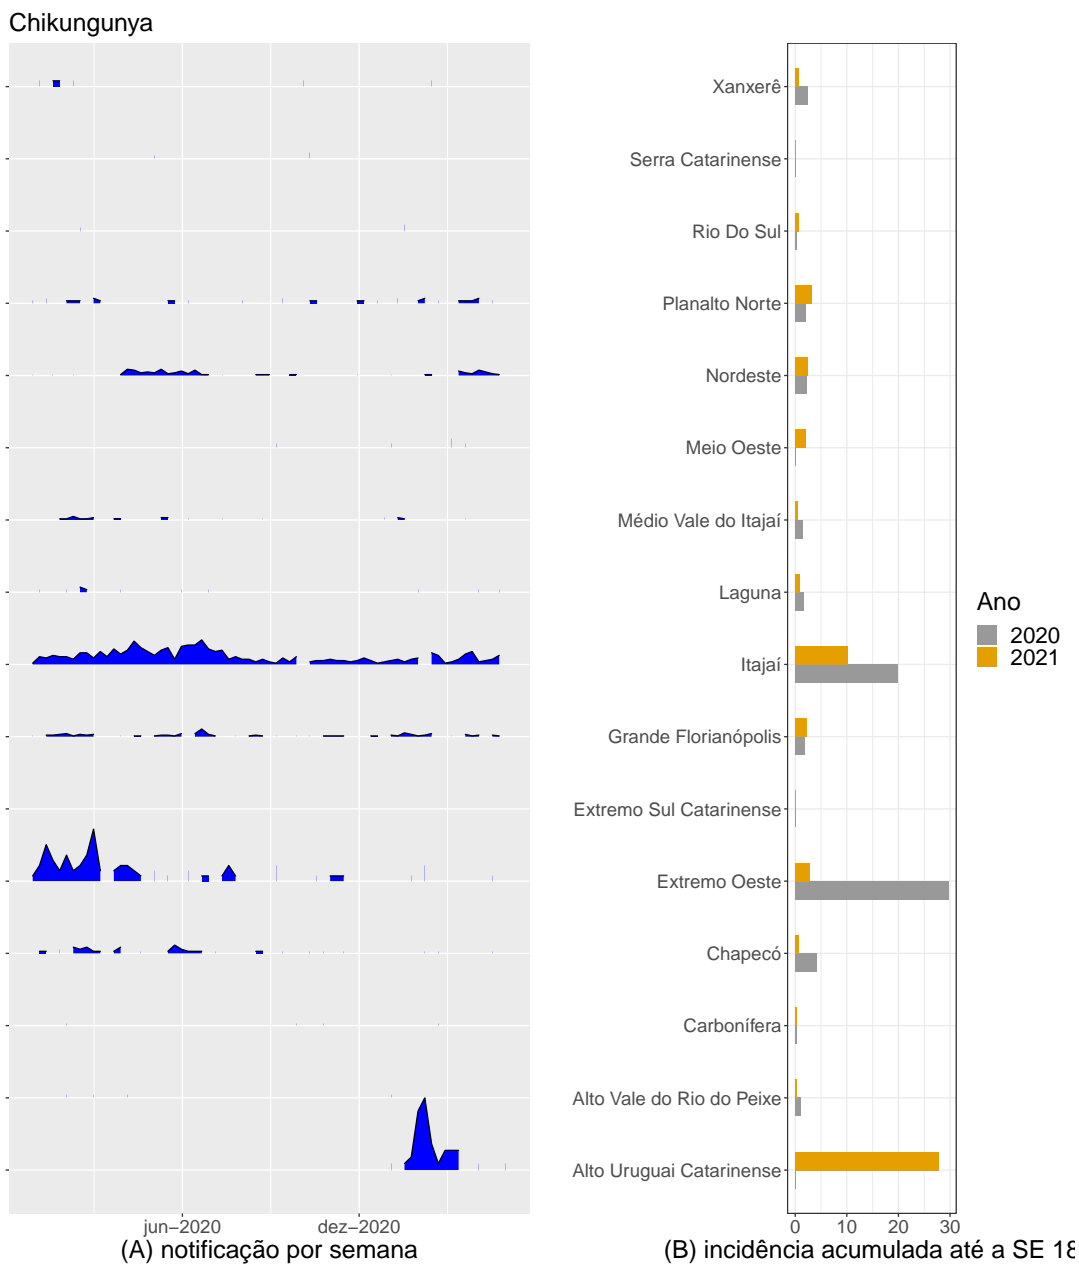 Chikungunya
Xanxerê
Serra Catarinense
Rio Do Sul
Planalto Norte
Nordeste
Meio Oeste
Médio Vale do Itajaí
Laguna
Itajaí
Grande Florianópolis
Extremo Sul Catarinense
Extremo Oeste
Chapecó
Carbonífera
Alto Vale do Rio do Peixe
Alto Uruguai Catarinense
Ano
2020
2021
jun−2020 dez−2020
0 10 20 30
(A) notificação por semana
(B) incidência acumulada até a SE 18